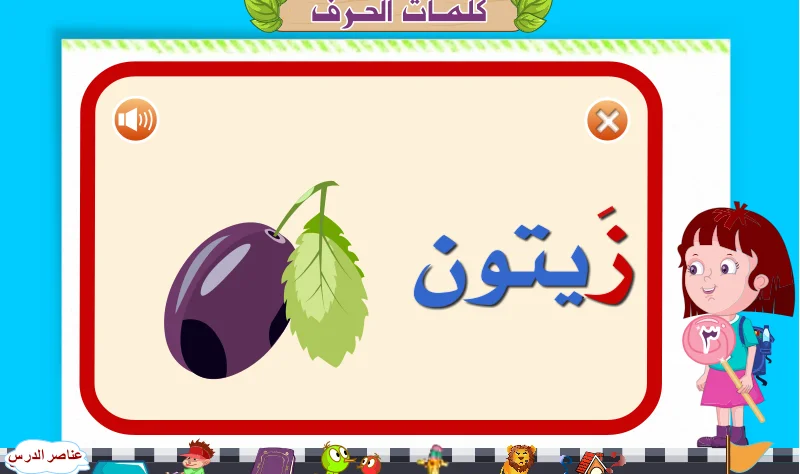 كلمات الحرف
زَيتون
٣
عناصر الدرس